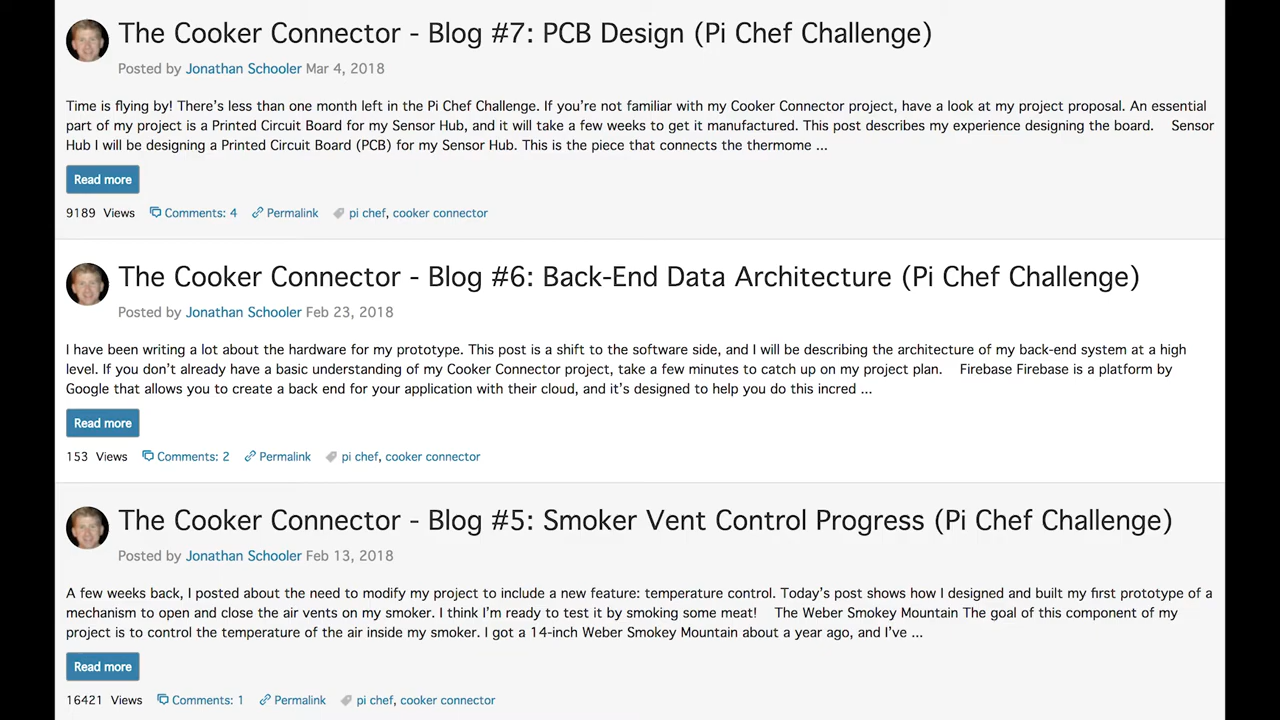 The Cooker Connector - Blog #7: PCB Design (Pi Chef Challenge)
Posted by Jonathan Schooler Mar 4, 2018
Time is flying by! There's less than one month left in the Pi Chef Challenge. If you're not familiar with my Cooker Connector project, have a look at my project proposal. An essential
part of my project is a Printed Circuit Board for my Sensor Hub, and it will take a few weeks to get it manufactured. This post describes my experience designing the board.    Sensor
Hub I will be designing a Printed Circuit Board (PCB) for my Sensor Hub. This is the piece that connects the thermome ...
Read more
9189 Views Comments: 4 Permalink pi chef, cooker connector
The Cooker Connector - Blog #6: Back-End Data Architecture (Pi Chef Challenge)
Posted by Jonathan Schooler Feb 23, 2018
I have been writing a lot about the hardware for my prototype. This post is a shift to the software side, and I will be describing the architecture of my back-end system at a high
level. If you don't already have a basic understanding of my Cooker Connector project, take a few minutes to catch up on my project plan.    Firebase Firebase is a platform by
Google that allows you to create a back end for your application with their cloud, and it's designed to help you do this incred ...
Read more
153 Views Comments: 2 Permalink pi chef, cooker connector
The Cooker Connector - Blog #5: Smoker Vent Control Progress (Pi Chef Challenge)
Posted by Jonathan Schooler Feb 13, 2018
A few weeks back, I posted about the need to modify my project to include a new feature: temperature control. Today's post shows how I designed and built my first prototype of a
mechanism to open and close the air vents on my smoker. I think I'm ready to test it by smoking some meat!    The Weber Smokey Mountain The goal of this component of my
project is to control the temperature of the air inside my smoker. I got a 14-inch Weber Smokey Mountain about a year ago, and I've ...
Read more
16421 Views Comments: 1 Permalink pi chef, cooker connector